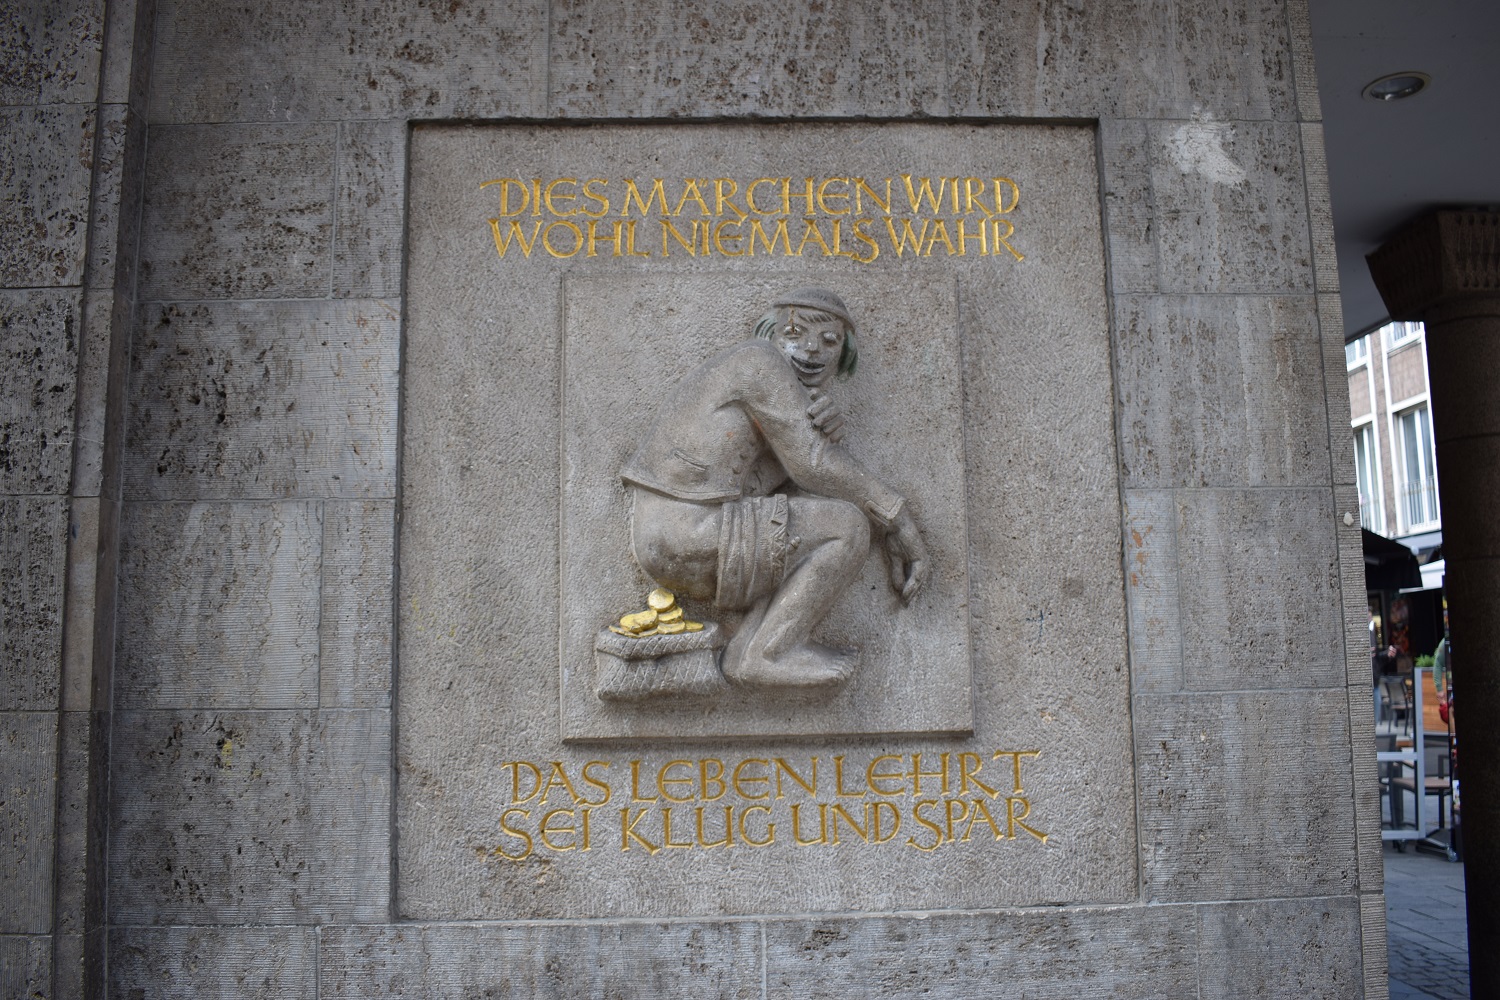 DIES MÄRCHEN WIRD
WOHL NIEMALS WAHR
DAS LEBEN LEHRT
SEI KLUG UND SPAR